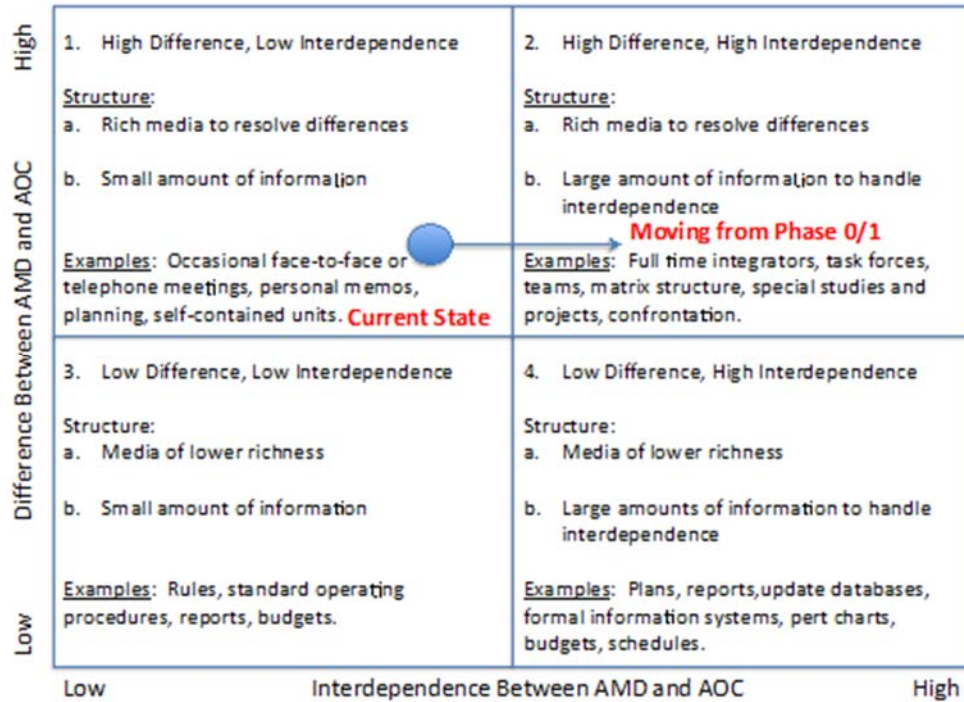 High
Difference Between AMD and AOC
Low
1. High Difference, Low Interdependence
Structure:
a. Rich media to resolve differences
b. Small amount of information
Examples: Occasional face-to-face or
telephone meetings, personal memos,
planning, self-contained units.
Current State
2. High Difference, High Interdependence
Structure:
a. Rich media to resolve differences
b. Large amount of information to handle
interdependence
Moving from Phase 0/1
Examples: Full time integrators, task forces,
teams, matrix structure, special studies and
projects, confrontation.
3. Low Difference, Low Interdependence
Structure:
a. Media of lower richness
b. Small amount of information
Examples: Rules, standard operating
procedures, reports, budgets.
4. Low Difference, High Interdependence
Structure:
a. Media of lower richness
b. Large amounts of information to handle
interdependence
Examples: Plans, reports,update databases,
formal information systems, pert charts,
budgets, schedules.
Low
Interdependence Between AMD and AOC
High